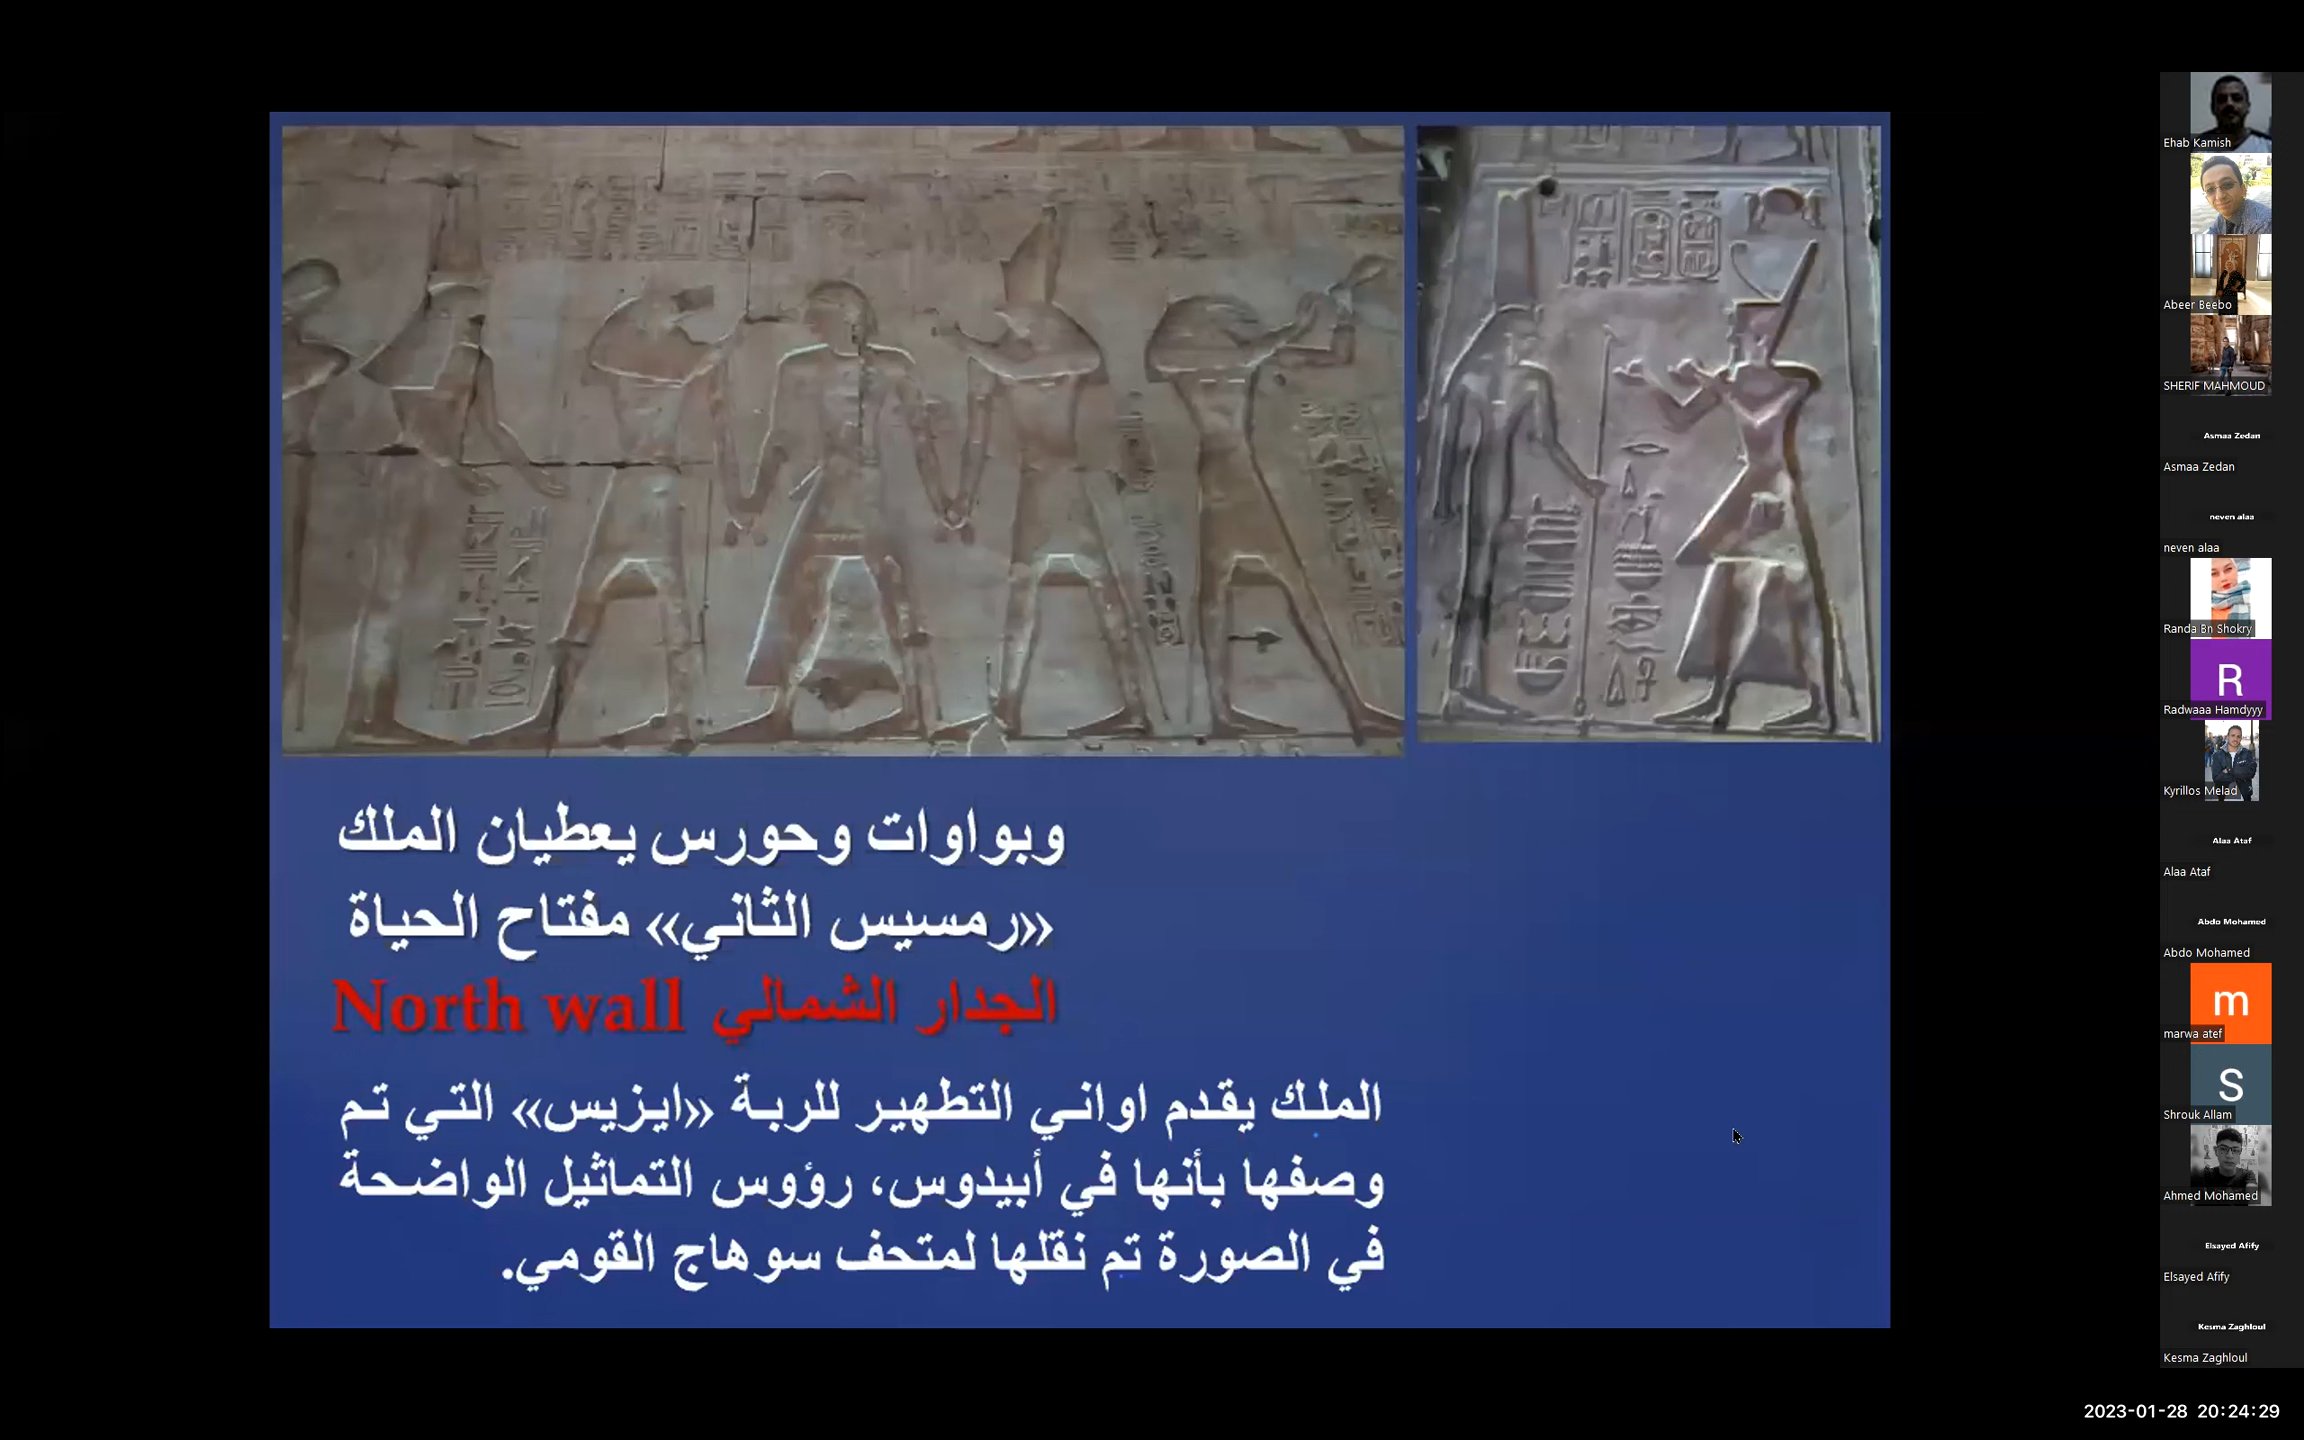 وبواوات وحورس يعطيان الملك
«رمسيس الثاني» مفتاح الحياة
الجدار الشمالي North wall
الملك يقدم اواني التطهير للربة «ايزيس» التي تم
وصفها بأنها في أبيدوس، رؤوس التماثيل الواضحة
في الصورة تم نقلها لمتحف سوهاج القومي.
Ehab Kamish
Abeer Beebo
SHERIF MAHMOUD
Asmaa Zedan
Asmaa Zedan
neven alaa
neven alaa
Randa Bn Shokry
R
Radwaaa Hamdyyy
Kyrillos Melad
Alaa Ataf
Alaa Ataf
Abdo Mohamed
Abdo Mohamed
m
marwa atef
S
Shrouk Allam
Ahmed Mohamed
Elsayed Afify
Elsayed Afify
Kesma Zaghloul
Kesma Zaghloul
2023-01-28 20:24:29